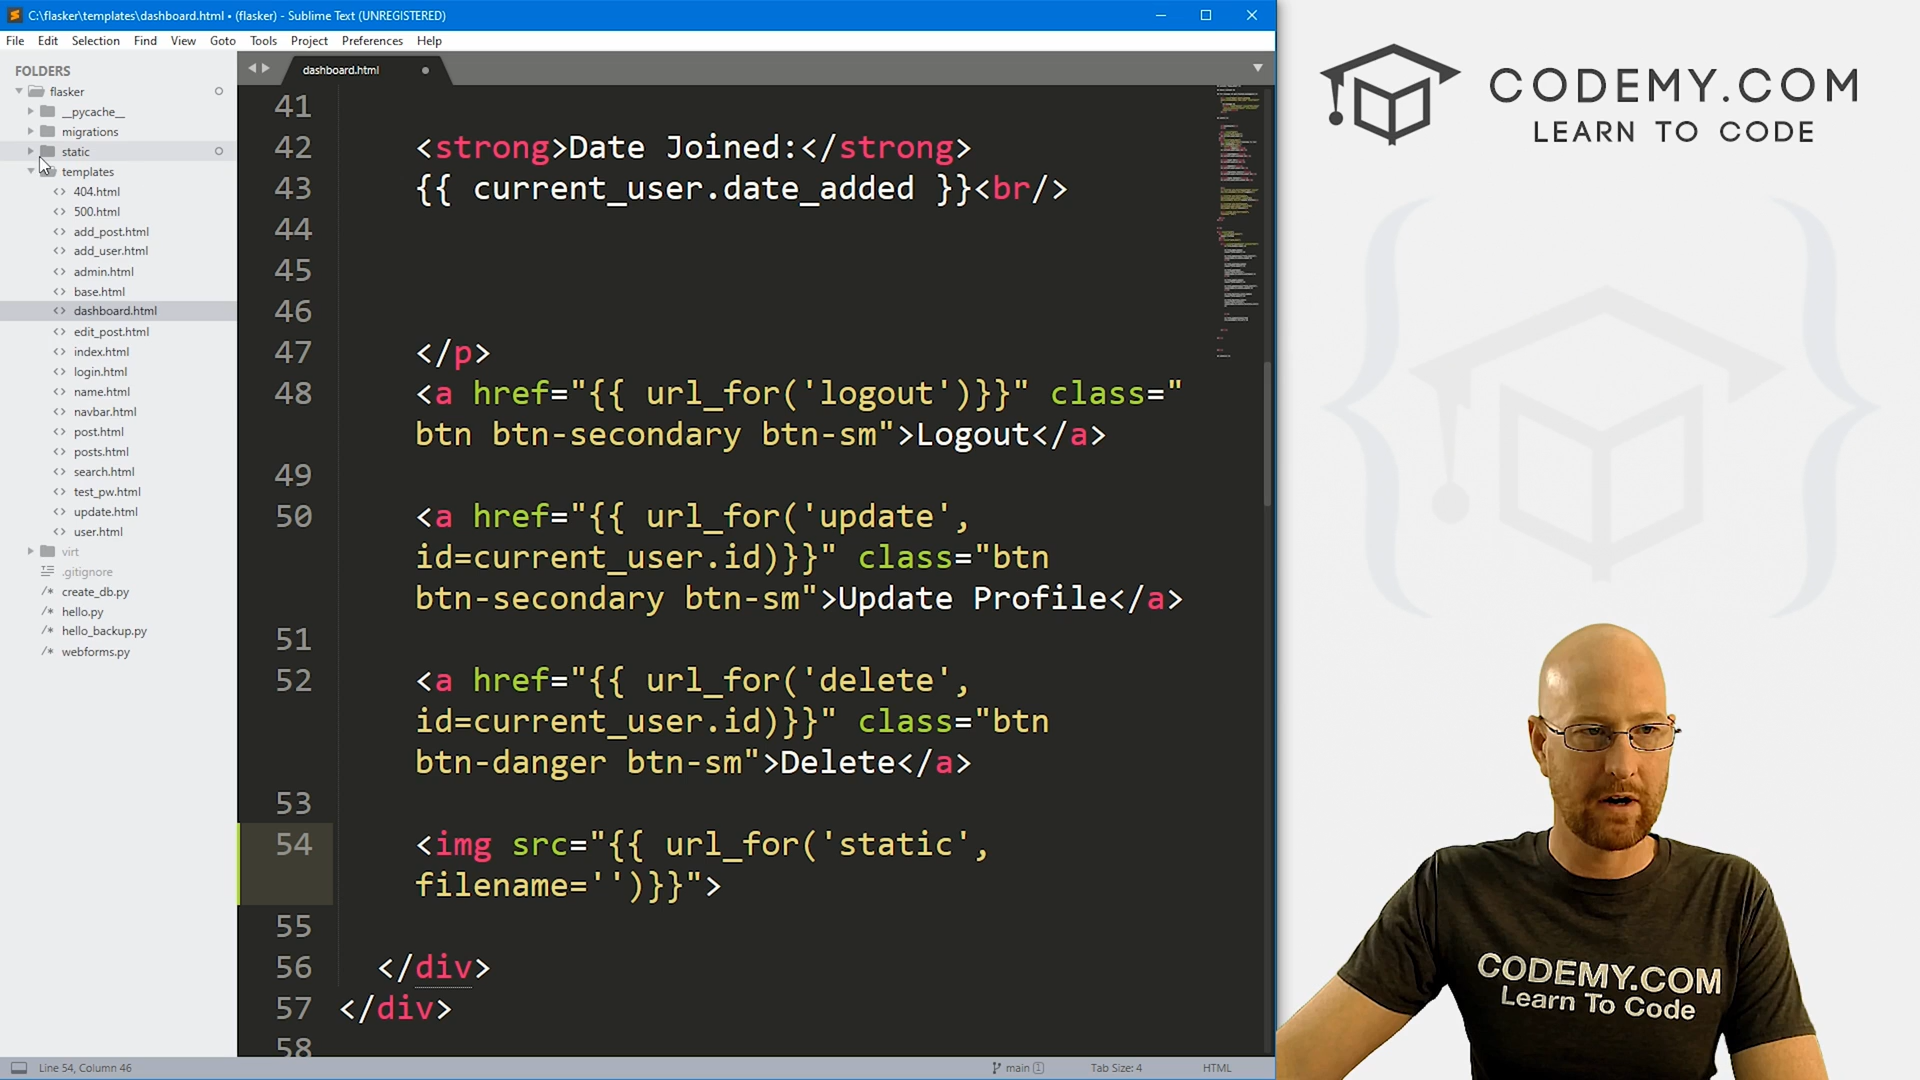 C:\flasker\templates\dashboard.html • (flasker) - Sublime Text (UNREGISTERED)
File Edit Selection Find View Goto Tools Project Preferences Help
FOLDERS
flasker
__pycache__
migrations
static
templates
404.html
500.html
add_post.html
add_user.html
admin.html
base.html
dashboard.html
edit_post.html
index.html
login.html
name.html
navbar.html
post.html
posts.html
search.html
test_pw.html
update.html
user.html
virt
.gitignore
create_db.py
hello.py
hello_backup.py
webforms.py
dashboard.html
41
42 <strong>Date Joined:</strong>
43 {{ current_user.date_added }}<br/>
44
45
46
47 </p>
48 <a href="{{ url_for('logout')}}" class="
btn btn-secondary btn-sm">Logout</a>
49
50 <a href="{{ url_for('update',
id=current_user.id)}}" class="btn
btn-secondary btn-sm">Update Profile</a>
51
52 <a href="{{ url_for('delete',
id=current_user.id)}}" class="btn
btn-danger btn-sm">Delete</a>
53
54 <img src="{{ url_for('static',
filename='')}}">
55
56 </div>
57 </div>
58
Line 54, Column 46
main 1
Tab Size: 4
HTML
CODEMY.COM
LEARN TO CODE
CODEMY.COM
Learn To Code